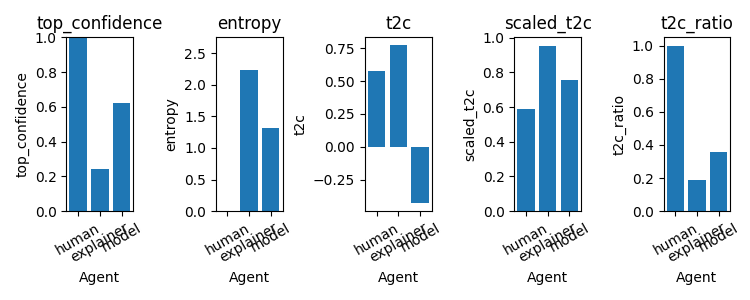 top_confidence
entropy
t2c
scaled_t2c
t2c_ratio
top_confidence
1.0
0.8
0.6
0.4
0.2
0.0
human
explainer
model
Agent
entropy
2.5
2.0
1.5
1.0
0.5
0.0
human
explainer
model
Agent
t2c
0.75
0.50
0.25
0.00
−0.25
human
explainer
model
Agent
scaled_t2c
1.0
0.8
0.6
0.4
0.2
0.0
human
explainer
model
Agent
t2c_ratio
1.0
0.8
0.6
0.4
0.2
0.0
human
explainer
model
Agent